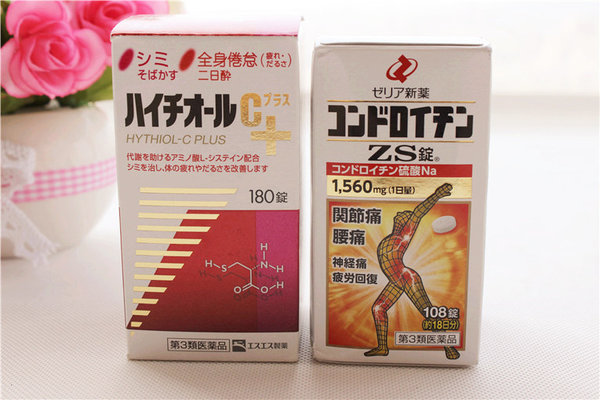 シミ
そばかす
全身倦怠(疲れ・だるさ)
二日酔
ハイチオールCプラス
HYTHIOL-C PLUS
代謝を助けるアミノ酸L-システイン配合
シミを治し、体の疲れやだるさを改善します
180錠
H
H-N-H
H-S
O
O-H
第3類医薬品
エスエス製薬
ゼリア新薬
コンドロイチン
ZS錠®
コンドロイチン硫酸Na
1,560mg(1日量)
関節痛
腰痛
神経痛
疲労回復
108錠
(約18日分)
第3類医薬品